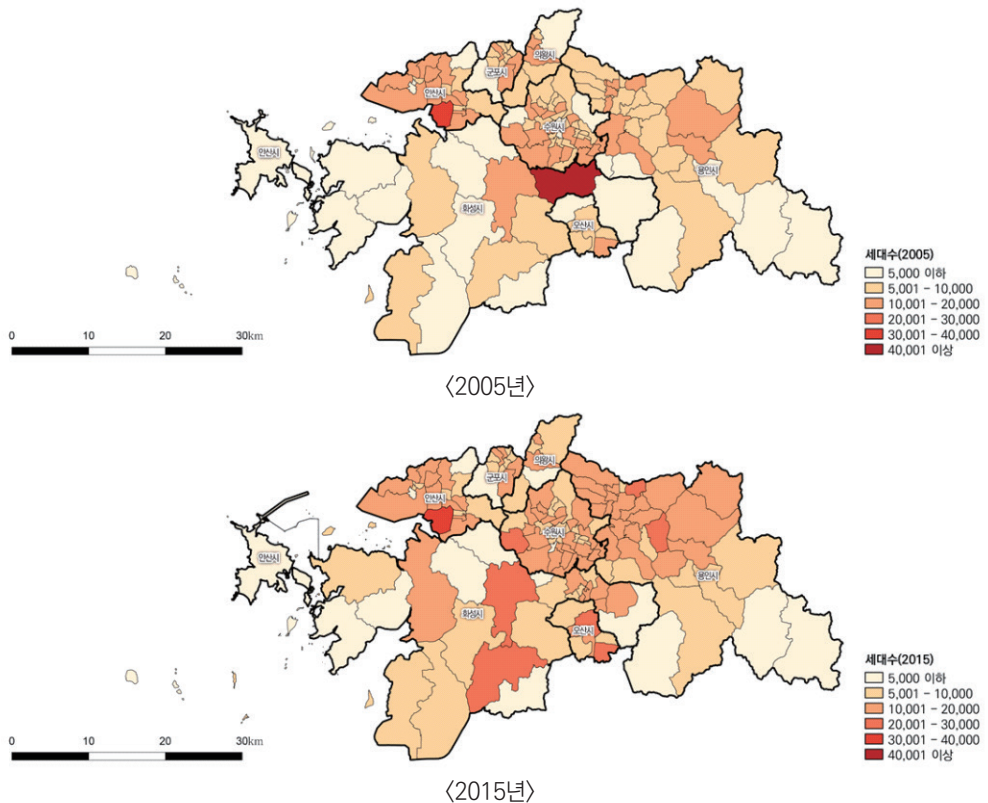 의왕시
군포시
안산시
수원시
안산시
용인시
화성시
오산시
세대수(2005)
5,000 이하
5,001 - 10,000
10,001 - 20,000
20,001 - 30,000
30,001 - 40,000
40,001 이상
0 10 20 30km
〈2005년〉
의왕시
군포시
안산시
수원시
안산시
용인시
화성시
오산시
세대수(2015)
5,000 이하
5,001 - 10,000
10,001 - 20,000
20,001 - 30,000
30,001 - 40,000
40,001 이상
0 10 20 30km
〈2015년〉